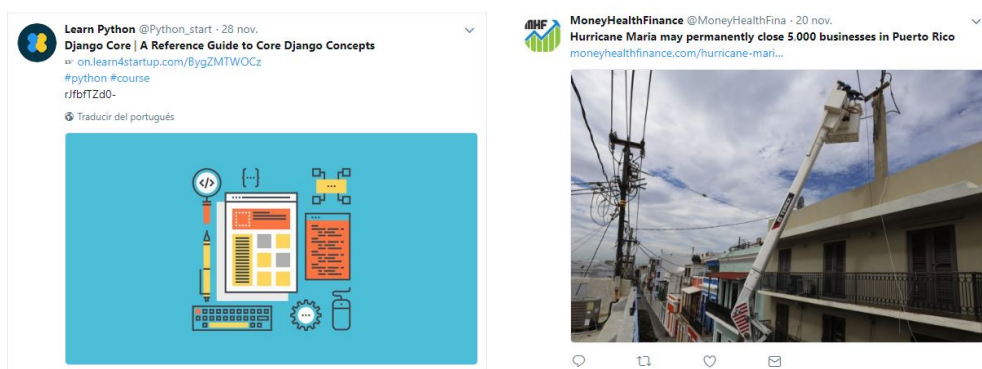 Learn Python @Python_start · 28 nov.
Django Core | A Reference Guide to Core Django Concepts
☞ on.learn4startup.com/BygZMTWOCz
#python #course
rJfbfTZd0-
Traducir del portugués
</>
{...}
MHF
MoneyHealthFinance @MoneyHealthFina · 20 nov.
Hurricane Maria may permanently close 5.000 businesses in Puerto Rico
moneyhealthfinance.com/hurricane-mari...